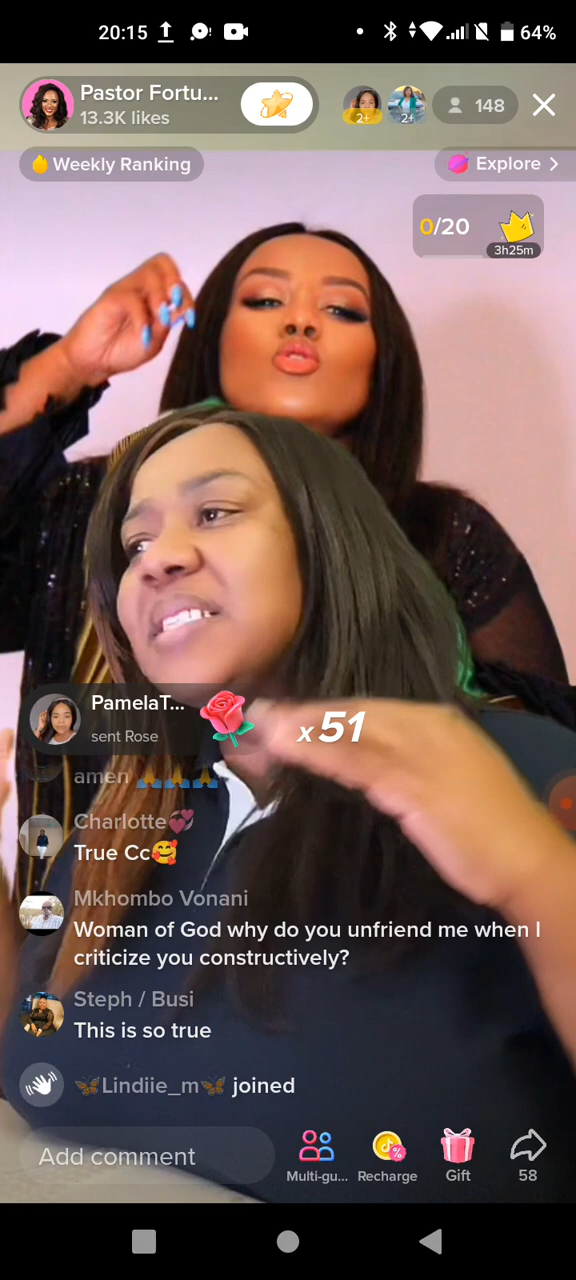 20:15
64%
Pastor Fortu...
13.3K likes
2+
2+
148
Weekly Ranking
Explore >
0/20
3h25m
PamelaT...
sent Rose
x51
amen 🙏🙏🙏
Charlotte💞
True Cc🥰
Mkhombo Vonani
Woman of God why do you unfriend me when I
criticize you constructively?
Steph / Busi
This is so true
🦋Lindiie_m🦋 joined
Add comment
Multi-gu...
Recharge
Gift
58